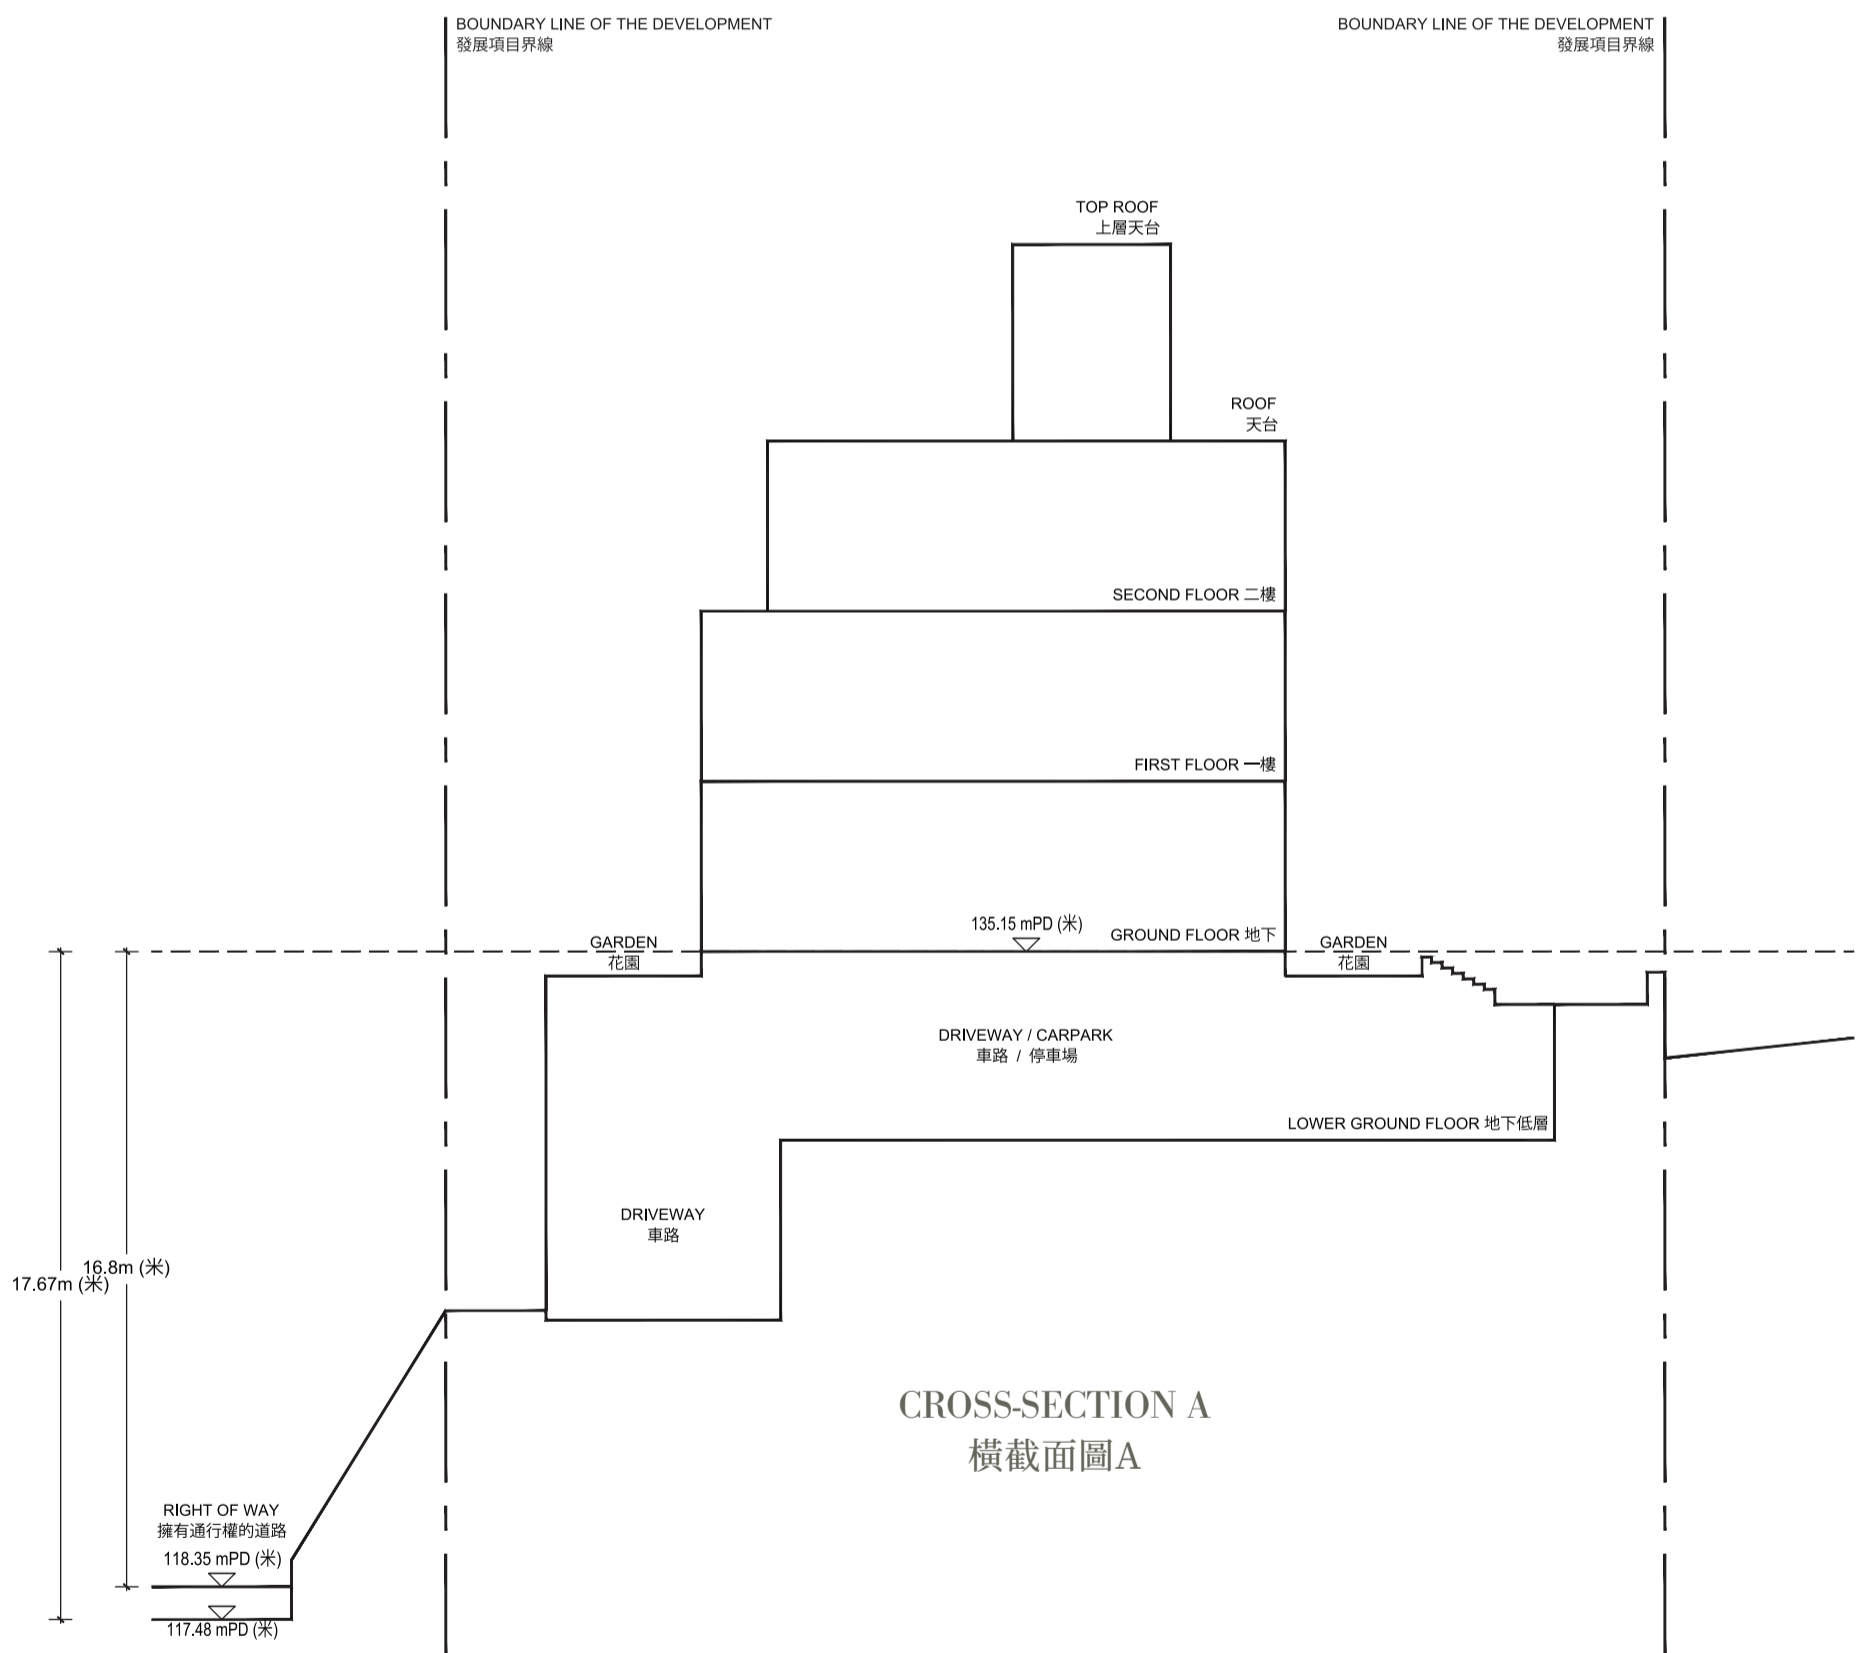 BOUNDARY LINE OF THE DEVELOPMENT
發展項目界線
BOUNDARY LINE OF THE DEVELOPMENT
發展項目界線
TOP ROOF
上層天台
ROOF
天台
SECOND FLOOR 二樓
FIRST FLOOR 一樓
135.15 mPD (米)
GROUND FLOOR 地下
GARDEN
花園
GARDEN
花園
DRIVEWAY / CARPARK
車路 / 停車場
LOWER GROUND FLOOR 地下低層
DRIVEWAY
車路
16.8m (米)
17.67m (米)
CROSS-SECTION A
橫截面圖A
RIGHT OF WAY
擁有通行權的道路
118.35 mPD (米)
117.48 mPD (米)